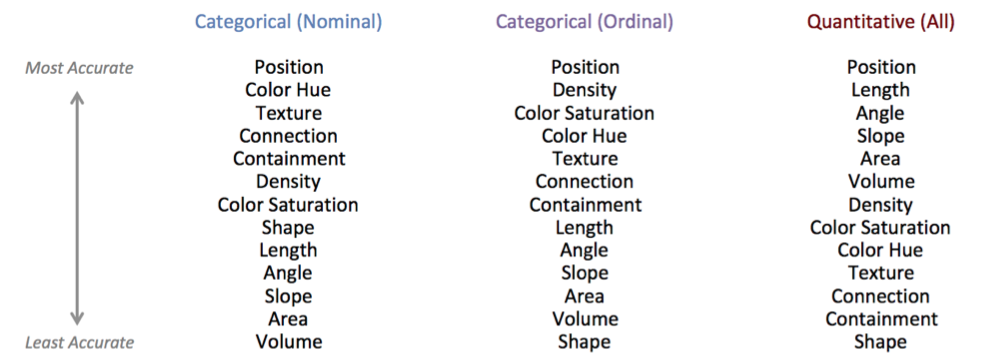 Categorical (Nominal) Categorical (Ordinal) Quantitative (All)
Most Accurate Position Position Position
Color Hue Density Length
Texture Color Saturation Angle
Connection Color Hue Slope
Containment Texture Area
Density Connection Volume
Color Saturation Containment Density
Shape Length Color Saturation
Length Angle Color Hue
Angle Slope Texture
Slope Area Connection
Area Volume Containment
Least Accurate Volume Shape Shape